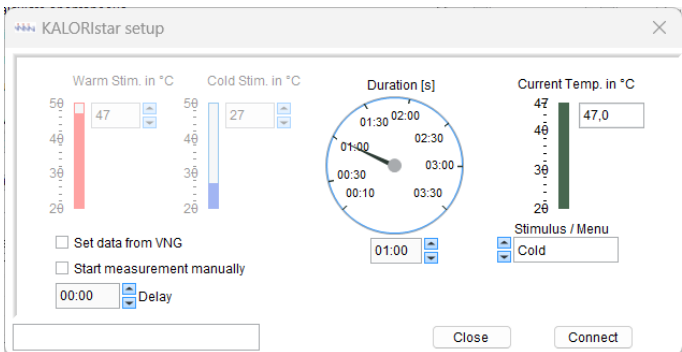 KALORIstar setup
Warm Stim. in °C
Cold Stim. in °C
Duration [s]
Current Temp. in °C
50
40
30
20
47
50
40
30
20
27
02:00
01:30
02:30
01:00
03:00
00:30
00:10
03:30
01:00
47
40
30
20
47,0
Stimulus / Menu
Cold
Set data from VNG
Start measurement manually
00:00
Delay
Close
Connect